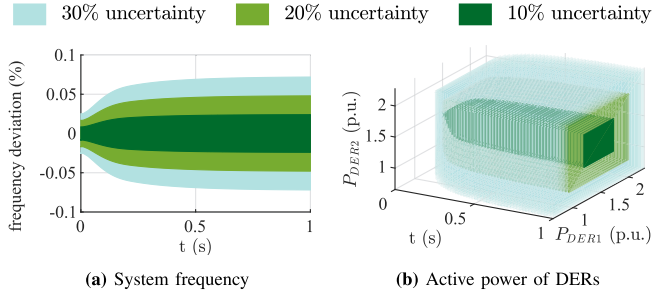 30% uncertainty 20% uncertainty 10% uncertainty
frequency deviation (%)
0.1
0.05
0
-0.05
-0.1
0 0.5 1
t (s)
P_DER2 (p.u.)
2
1.5
1
0 0.5 1
t (s)
1 1.5 2
P_DER1 (p.u.)
(a) System frequency
(b) Active power of DERs